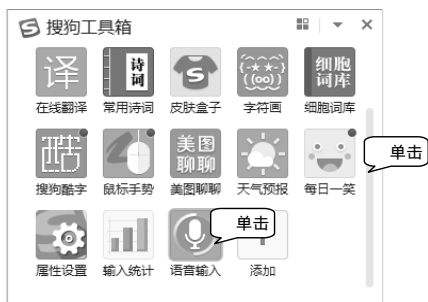 搜狗工具箱
译
诗词
S
{-★★-}
{(oo)}
细胞词库
在线翻译 常用诗词 皮肤盒子 字符画 细胞词库
酷
美图聊聊
单击
搜狗酷字 鼠标手势 美图聊聊 天气预报 每日一笑
单击
属性设置 输入统计 语音输入 添加